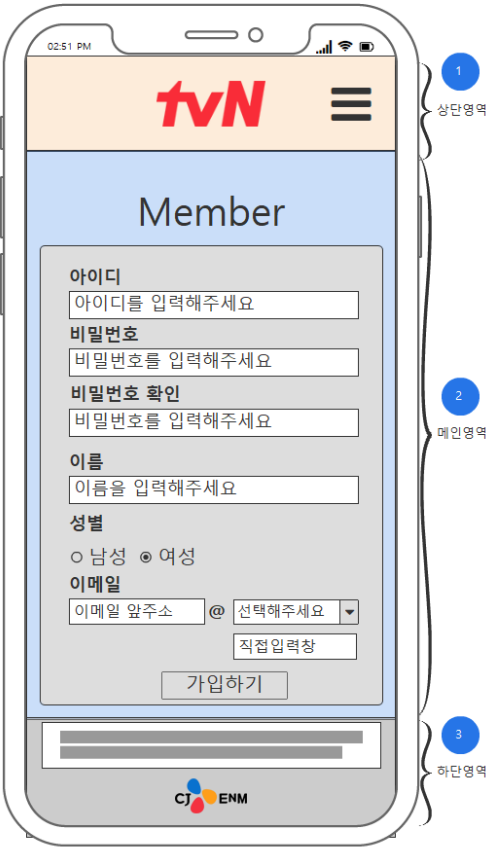 02:51 PM
tvN
1
상단영역
Member
아이디
아이디를 입력해주세요
비밀번호
비밀번호를 입력해주세요
비밀번호 확인
비밀번호를 입력해주세요
2
메인영역
이름
이름을 입력해주세요
성별
남성 여성
이메일
이메일 앞주소 @ 선택해주세요
직접입력창
가입하기
3
하단영역
CJ ENM